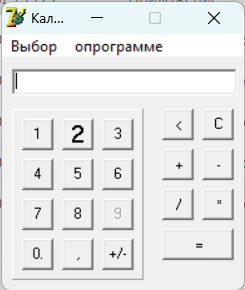 Кал...
Выбор опрограмме
1 2 3 < C
4 5 6 + -
7 8 9 / *
0. , +/- =